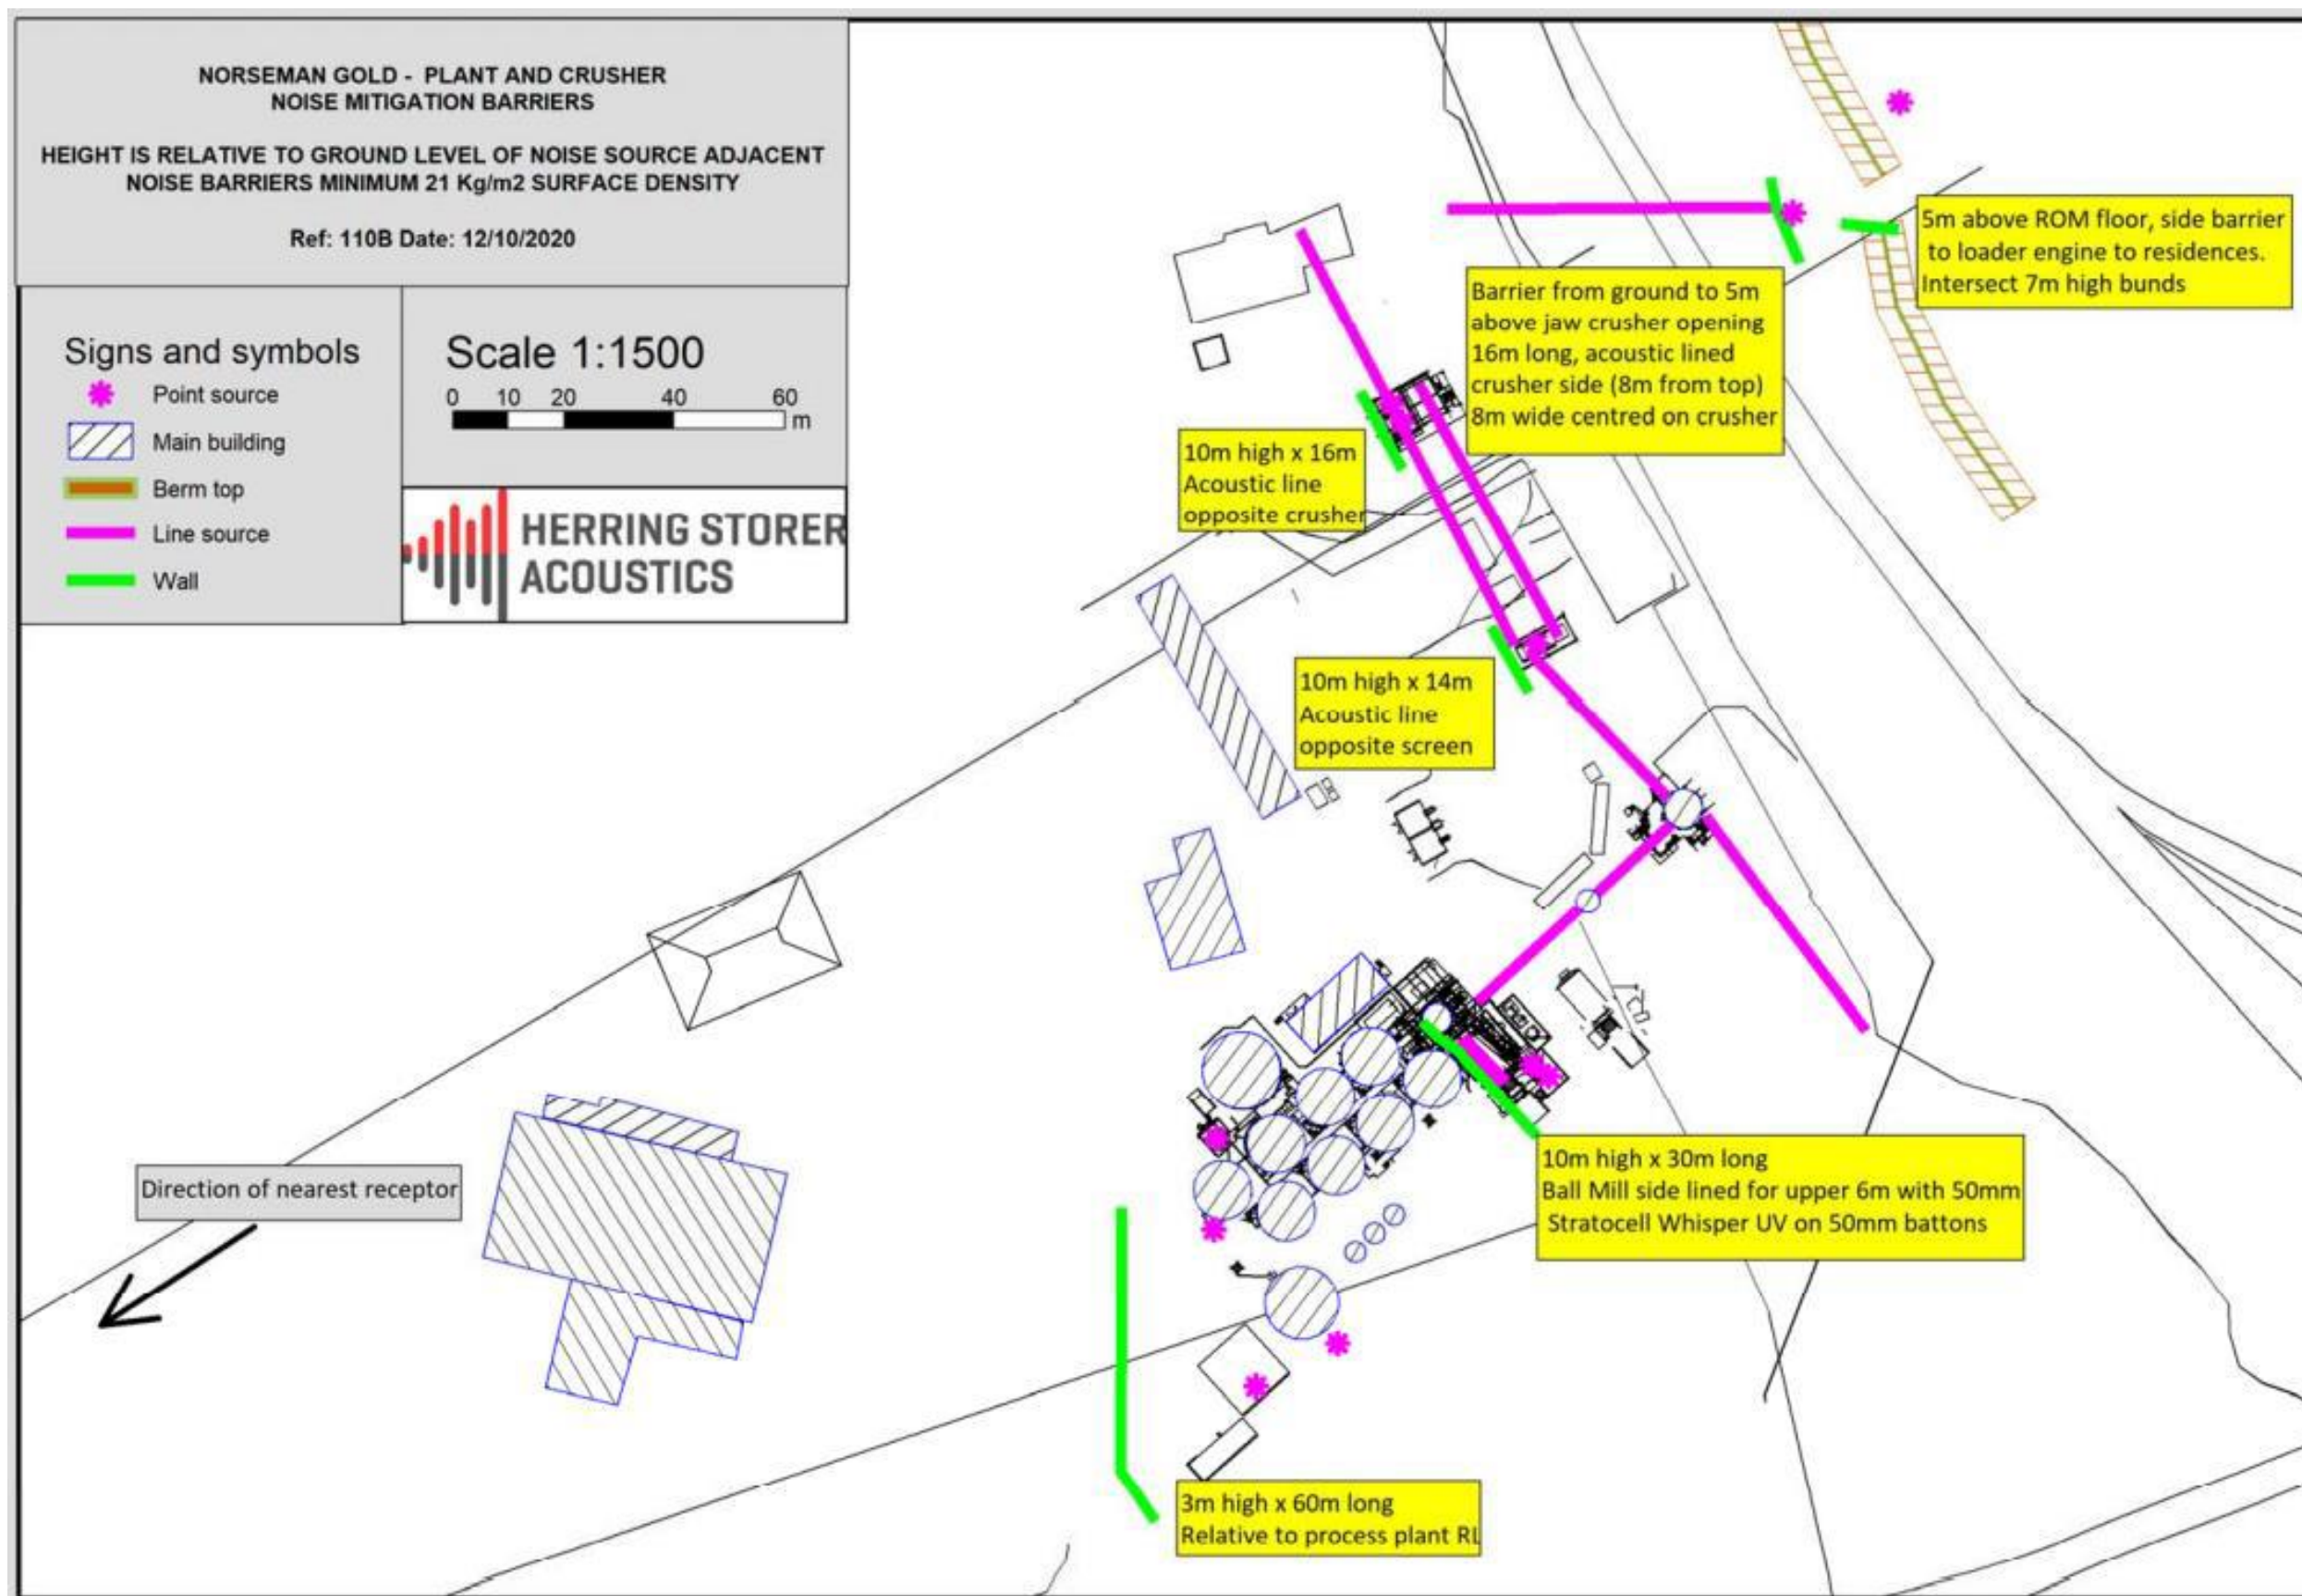 NORSEMAN GOLD - PLANT AND CRUSHER
NOISE MITIGATION BARRIERS
HEIGHT IS RELATIVE TO GROUND LEVEL OF NOISE SOURCE ADJACENT
NOISE BARRIERS MINIMUM 21 Kg/m2 SURFACE DENSITY
Ref: 110B Date: 12/10/2020
Signs and symbols
Point source
Main building
Berm top
Line source
Wall
Scale 1:1500
0 10 20 40 60
m
HERRING STORER
ACOUSTICS
5m above ROM floor, side barrier
to loader engine to residences.
Intersect 7m high bunds
Barrier from ground to 5m
above jaw crusher opening
16m long, acoustic lined
crusher side (8m from top)
8m wide centred on crusher
10m high x 16m
Acoustic line
opposite crusher
10m high x 14m
Acoustic line
opposite screen
Direction of nearest receptor
10m high x 30m long
Ball Mill side lined for upper 6m with 50mm
Stratocell Whisper UV on 50mm battons
3m high x 60m long
Relative to process plant RL